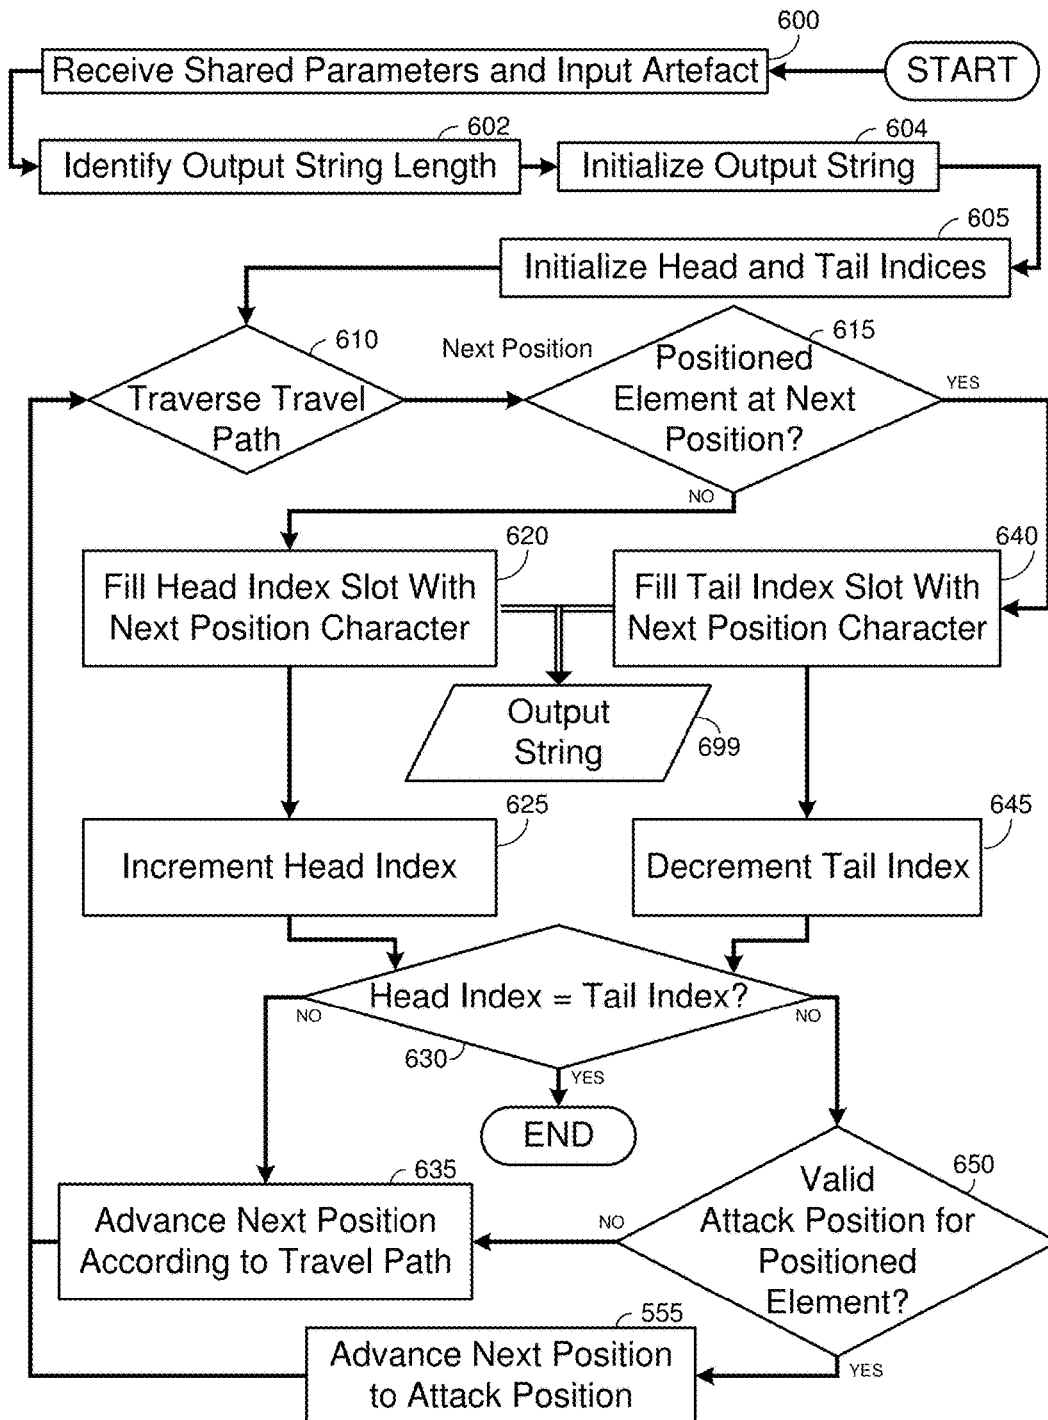 600
Receive Shared Parameters and Input Artefact
START
602
Identify Output String Length
604
Initialize Output String
605
Initialize Head and Tail Indices
610
Traverse Travel
Path
Next Position
615
Positioned
Element at Next
Position?
YES
NO
620
Fill Head Index Slot With
Next Position Character
640
Fill Tail Index Slot With
Next Position Character
Output
String
699
625
Increment Head Index
645
Decrement Tail Index
Head Index = Tail Index?
NO
NO
630
YES
END
635
Advance Next Position
According to Travel Path
650
Valid
Attack Position for
Positioned
Element?
NO
YES
555
Advance Next Position
to Attack Position